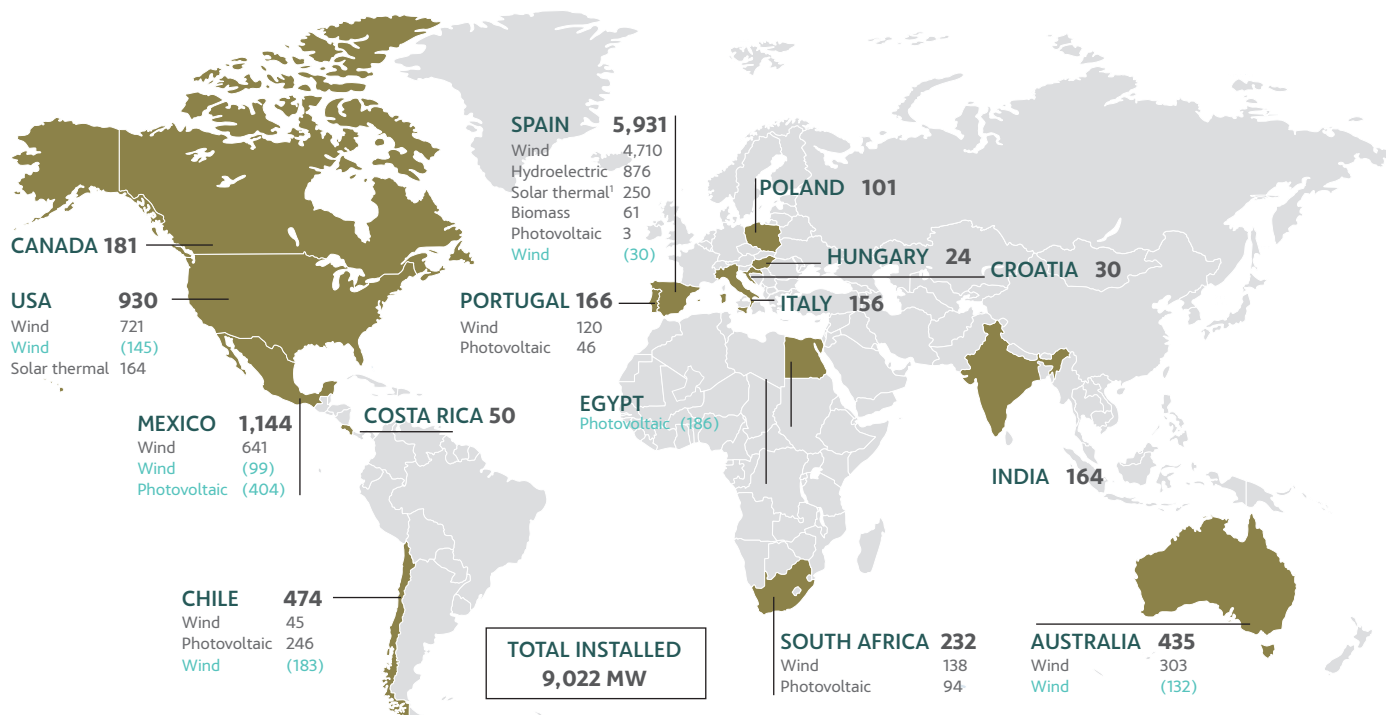 SPAIN 5,931
Wind 4,710
Hydroelectric 876
Solar thermal¹ 250
Biomass 61
Photovoltaic 3
Wind (30)
POLAND 101
CANADA 181
HUNGARY 24
CROATIA 30
USA 930
Wind 721
Wind (145)
Solar thermal 164
PORTUGAL 166
Wind 120
Photovoltaic 46
ITALY 156
MEXICO 1,144
Wind 641
Wind (99)
Photovoltaic (404)
COSTA RICA 50
EGYPT
Photovoltaic (186)
INDIA 164
CHILE 474
Wind 45
Photovoltaic 246
Wind (183)
TOTAL INSTALLED
9,022 MW
SOUTH AFRICA 232
Wind 138
Photovoltaic 94
AUSTRALIA 435
Wind 303
Wind (132)